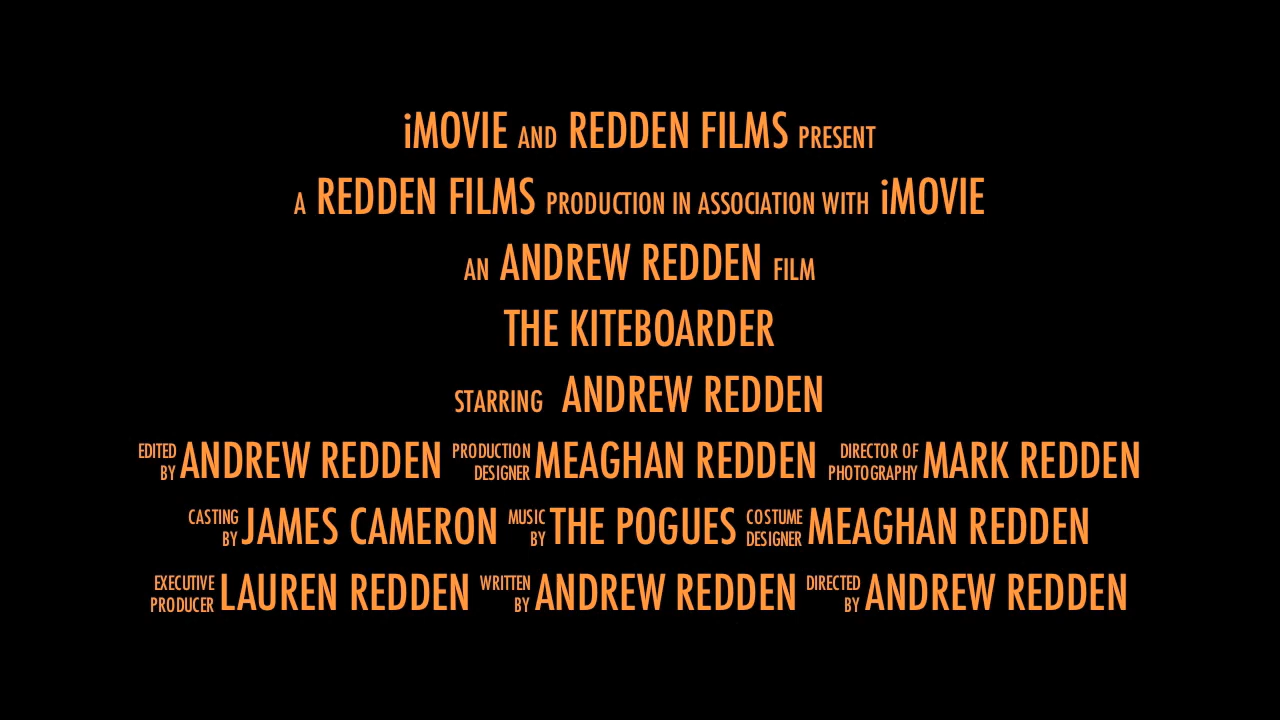 iMOVIE AND REDDEN FILMS PRESENT
A REDDEN FILMS PRODUCTION IN ASSOCIATION WITH iMOVIE
AN ANDREW REDDEN FILM
THE KITEBOARDER
STARRING ANDREW REDDEN
EDITED BY ANDREW REDDEN PRODUCTION DESIGNER MEAGHAN REDDEN DIRECTOR OF PHOTOGRAPHY MARK REDDEN
CASTING BY JAMES CAMERON MUSIC BY THE POGUES COSTUME DESIGNER MEAGHAN REDDEN
EXECUTIVE PRODUCER LAUREN REDDEN WRITTEN BY ANDREW REDDEN DIRECTED BY ANDREW REDDEN